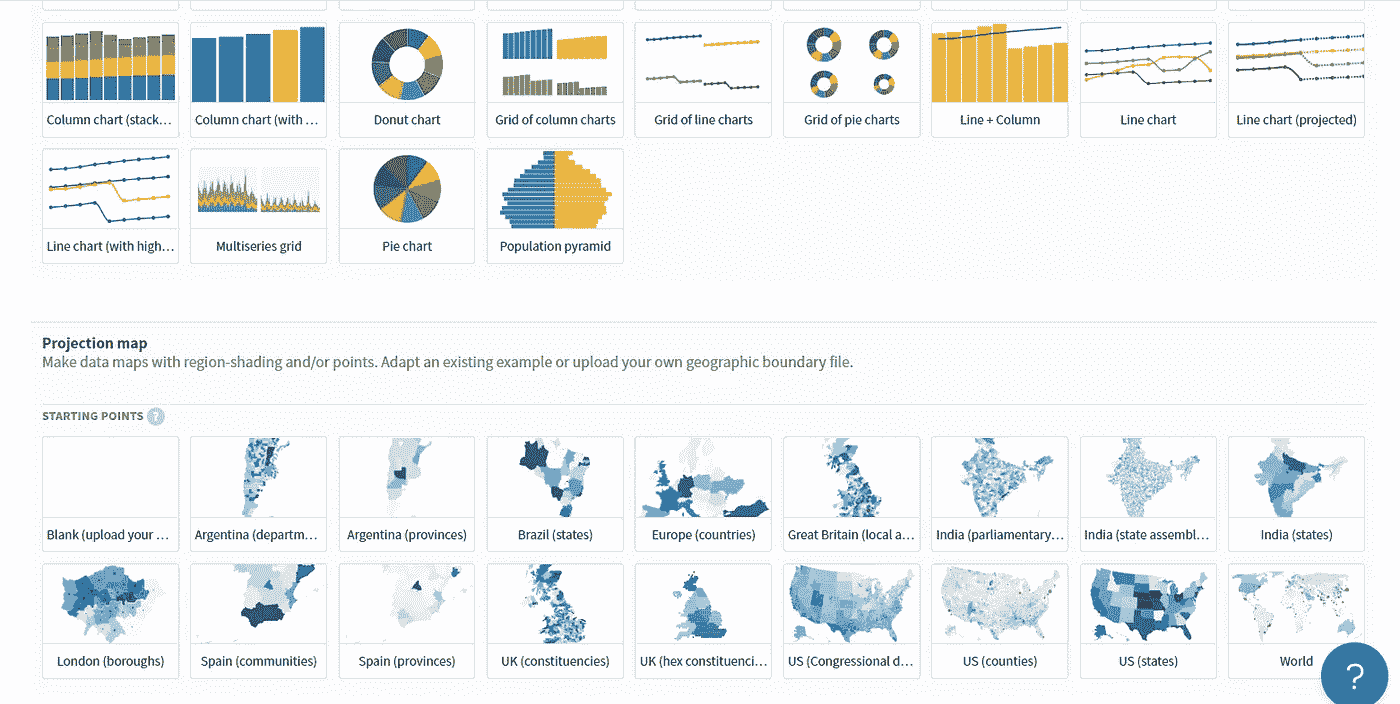 Column chart (stack...
Column chart (with ...
Donut chart
Grid of column charts
Grid of line charts
Grid of pie charts
Line + Column
Line chart
Line chart (projected)
Line chart (with high...
Multiseries grid
Pie chart
Population pyramid
Projection map
Make data maps with region-shading and/or points. Adapt an existing example or upload your own geographic boundary file.
STARTING POINTS ?
Blank (upload your ...
Argentina (departm...
Argentina (provinces)
Brazil (states)
Europe (countries)
Great Britain (local a...
India (parliamentary...
India (state assembl...
India (states)
London (boroughs)
Spain (communities)
Spain (provinces)
UK (constituencies)
UK (hex constituenci...
US (Congressional d...
US (counties)
US (states)
World
?